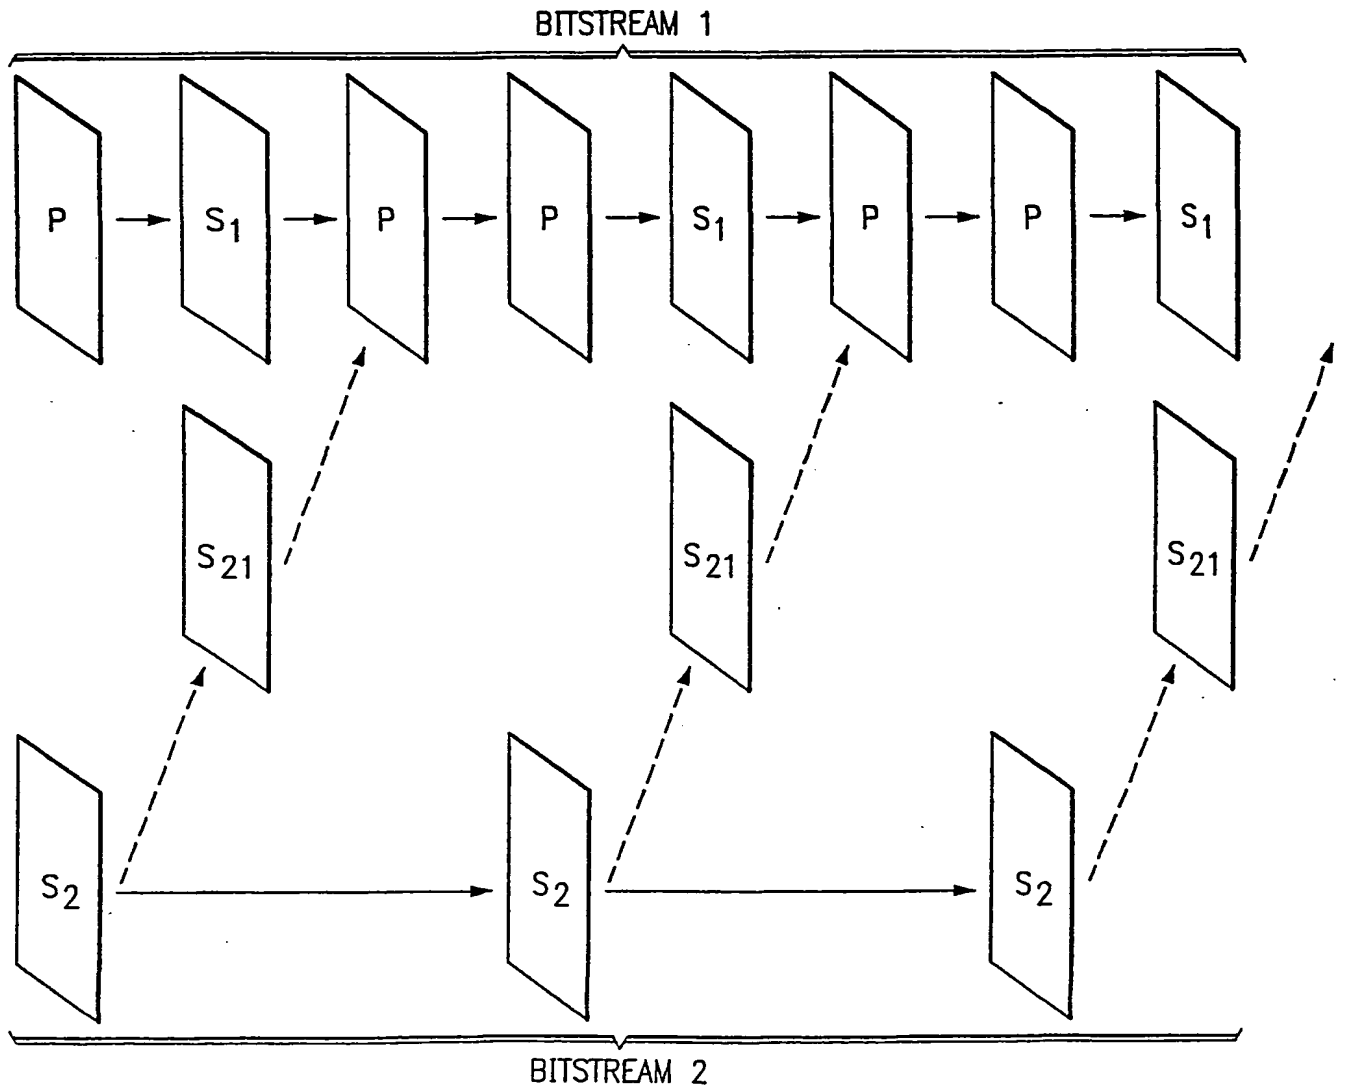 BITSTREAM 1
P S1 P P S1 P P S1
S21 S21 S21
S2 S2 S2
BITSTREAM 2